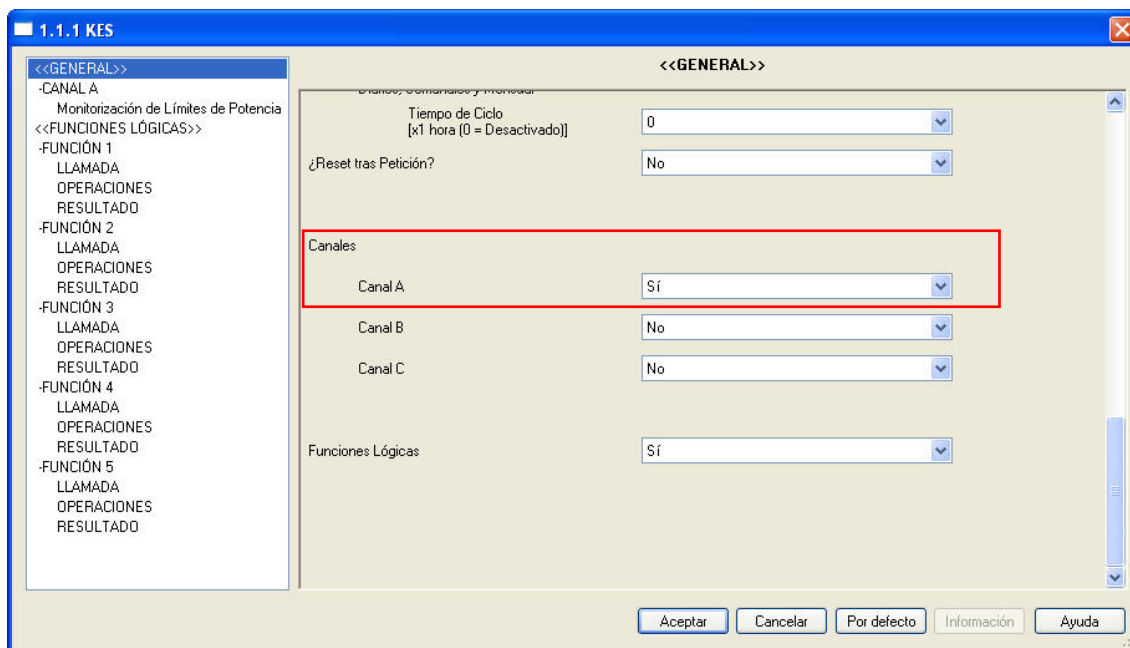 1.1.1 KES
<<GENERAL>>
-CANAL A
Monitorización de Límites de Potencia
<<FUNCIONES LÓGICAS>>
-FUNCIÓN 1
LLAMADA
OPERACIONES
RESULTADO
-FUNCIÓN 2
LLAMADA
OPERACIONES
RESULTADO
-FUNCIÓN 3
LLAMADA
OPERACIONES
RESULTADO
-FUNCIÓN 4
LLAMADA
OPERACIONES
RESULTADO
-FUNCIÓN 5
LLAMADA
OPERACIONES
RESULTADO
<<GENERAL>>
Diarios, Semanales y Mensual
Tiempo de Ciclo
[x1 hora (0 = Desactivado)] 0
¿Reset tras Petición? No
Canales
Canal A Sí
Canal B No
Canal C No
Funciones Lógicas Sí
Aceptar Cancelar Por defecto Información Ayuda